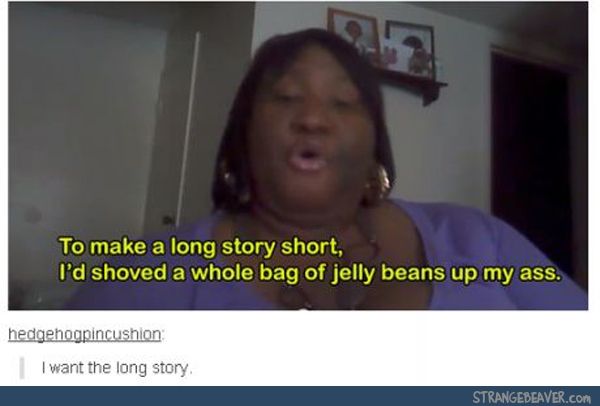 To make a long story short,
I'd shoved a whole bag of jelly beans up my ass.
hedgehogpincushion:
I want the long story.
STRANGEBEAVER.com